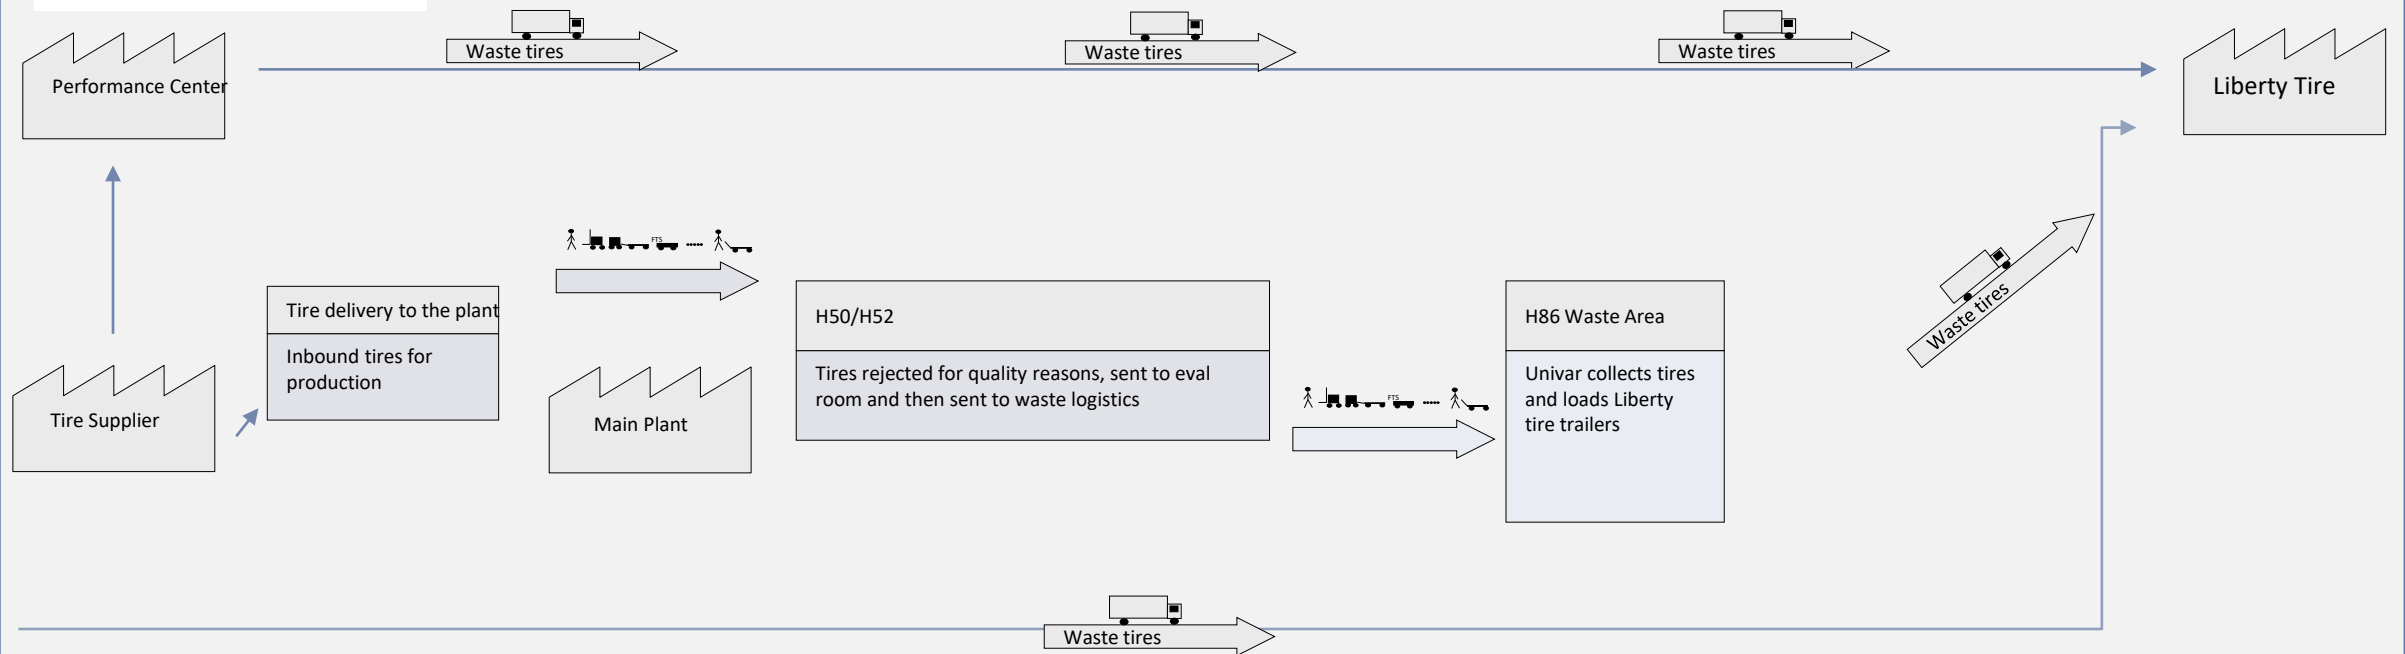 Waste tires
Waste tires
Waste tires
Performance Center
Liberty Tire
FTS
Tire delivery to the plant
Inbound tires for
production
H50/H52
Tires rejected for quality reasons, sent to eval
room and then sent to waste logistics
H86 Waste Area
Univar collects tires
and loads Liberty
tire trailers
Waste tires
FTS
Tire Supplier
Main Plant
Waste tires